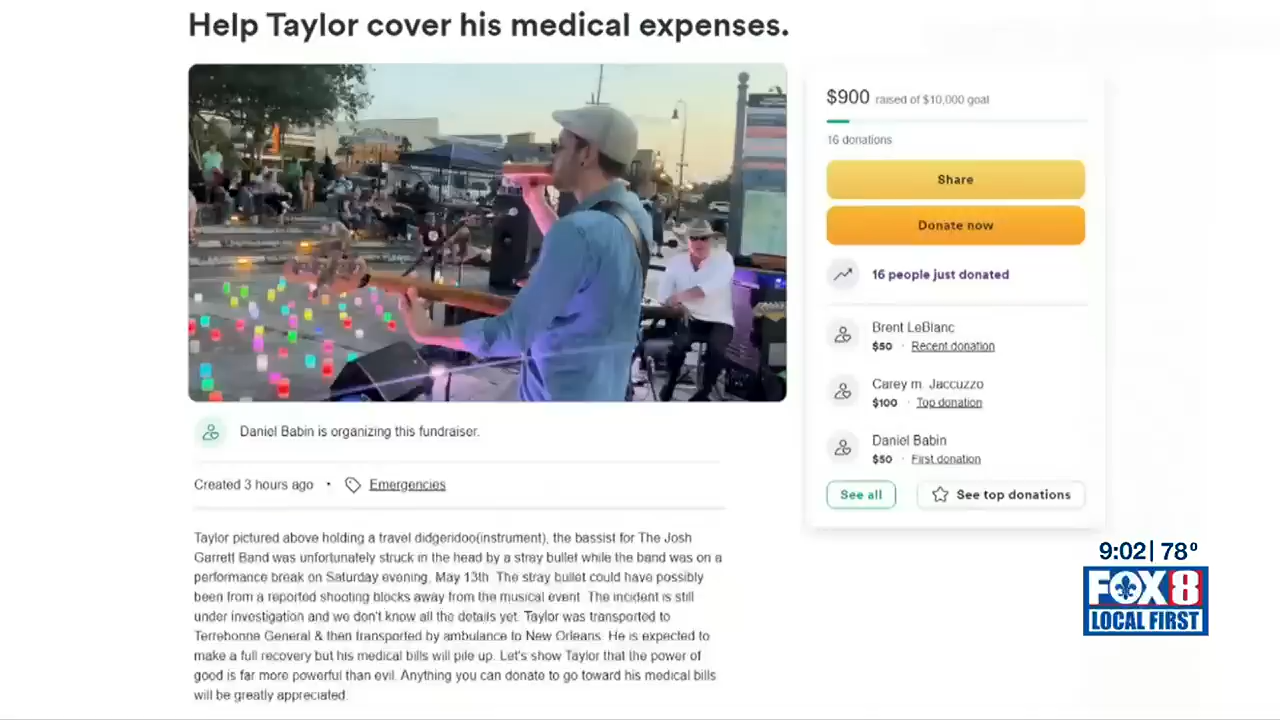 Help Taylor cover his medical expenses.
$900 raised of $10,000 goal
16 donations
Share
Donate now
16 people just donated
Brent LeBlanc
$50 · Recent donation
Carey m. Jaccuzzo
$100 · Top donation
Daniel Babin
$50 · First donation
See all
See top donations
Daniel Babin is organizing this fundraiser.
Created 3 hours ago • Emergencies
Taylor pictured above holding a travel didgeridoo(instrument), the bassist for The Josh
Garrett Band was unfortunately struck in the head by a stray bullet while the band was on a
performance break on Saturday evening, May 13th. The stray bullet could have possibly
been from a reported shooting blocks away from the musical event. The incident is still
under investigation and we don't know all the details yet. Taylor was transported to
Terrebonne General & then transported by ambulance to New Orleans. He is expected to
make a full recovery but his medical bills will pile up. Let's show Taylor that the power of
good is far more powerful than evil. Anything you can donate to go toward his medical bills
will be greatly appreciated.
9:02 | 78°
FOX 8
LOCAL FIRST